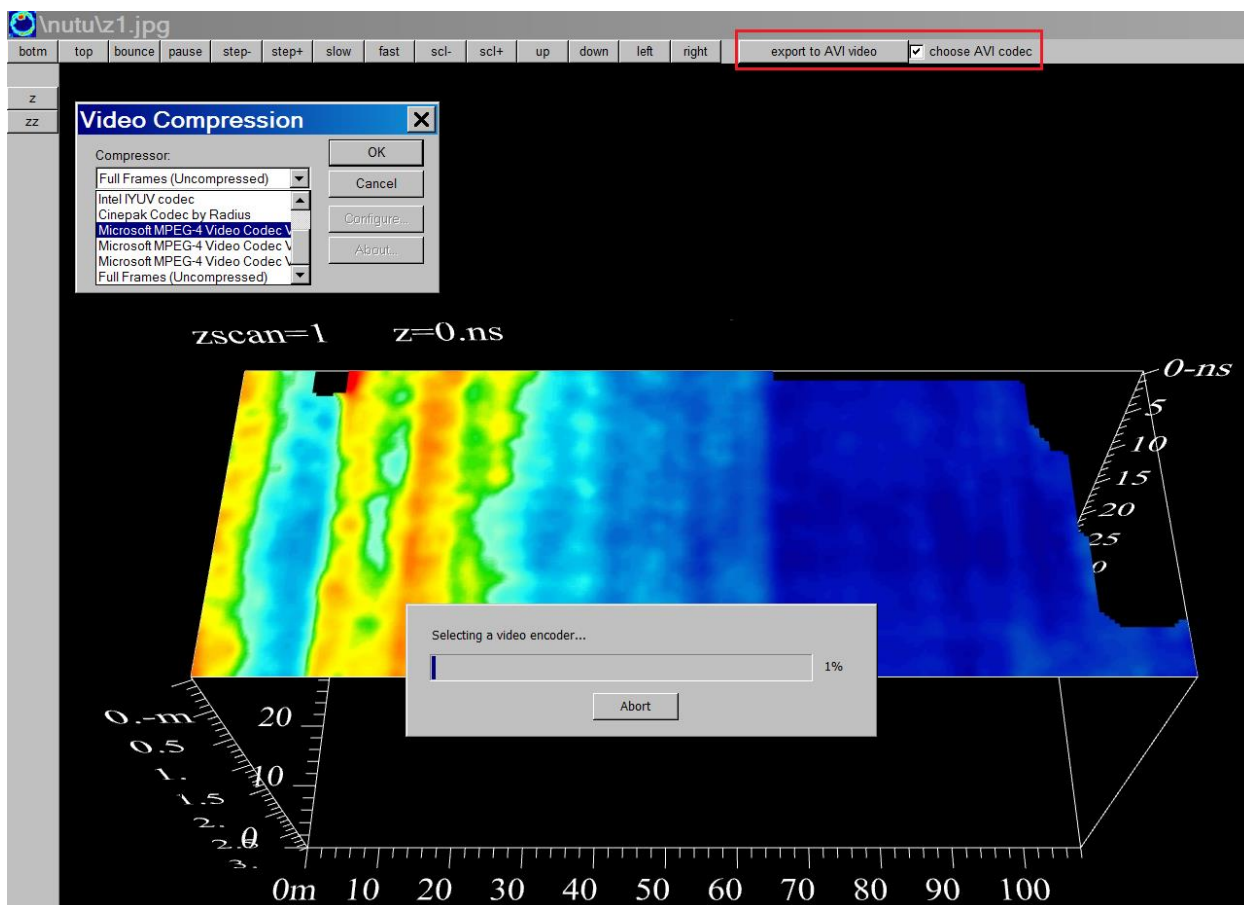 \nutu\z1.jpg
botm top bounce pause step- step+ slow fast scl- scl+ up down left right export to AVI video choose AVI codec
z
zz
Video Compression
Compressor:
OK
Full Frames (Uncompressed)
Cancel
Intel IYUV codec
Cinepak Codec by Radius
Configure...
Microsoft MPEG-4 Video Codec V
Microsoft MPEG-4 Video Codec V
About...
Microsoft MPEG-4 Video Codec V
Full Frames (Uncompressed)
zscan=1 z=0.ns
0-ns
5
10
15
20
25
Selecting a video encoder...
1%
Abort
0.-m
0.5
1.
1.5
2.
3.
20
10
0
0m 10 20 30 40 50 60 70 80 90 100